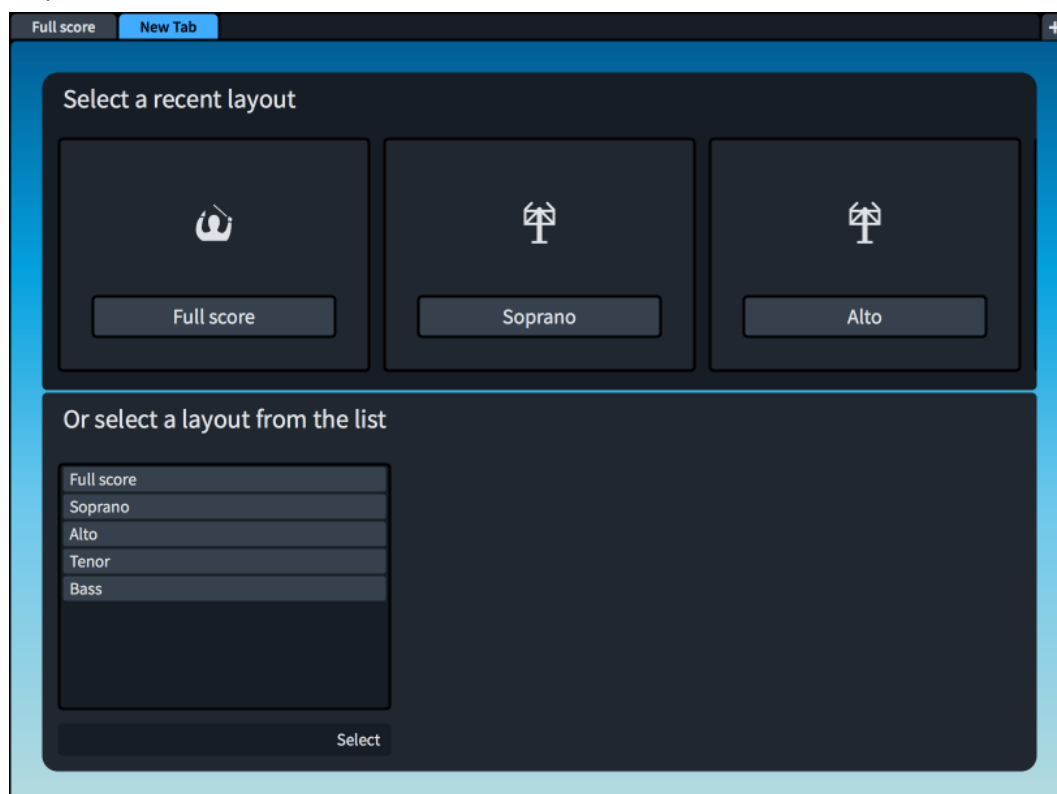 Full score
New Tab
+
Select a recent layout
Full score
Soprano
Alto
Or select a layout from the list
Full score
Soprano
Alto
Tenor
Bass
Select